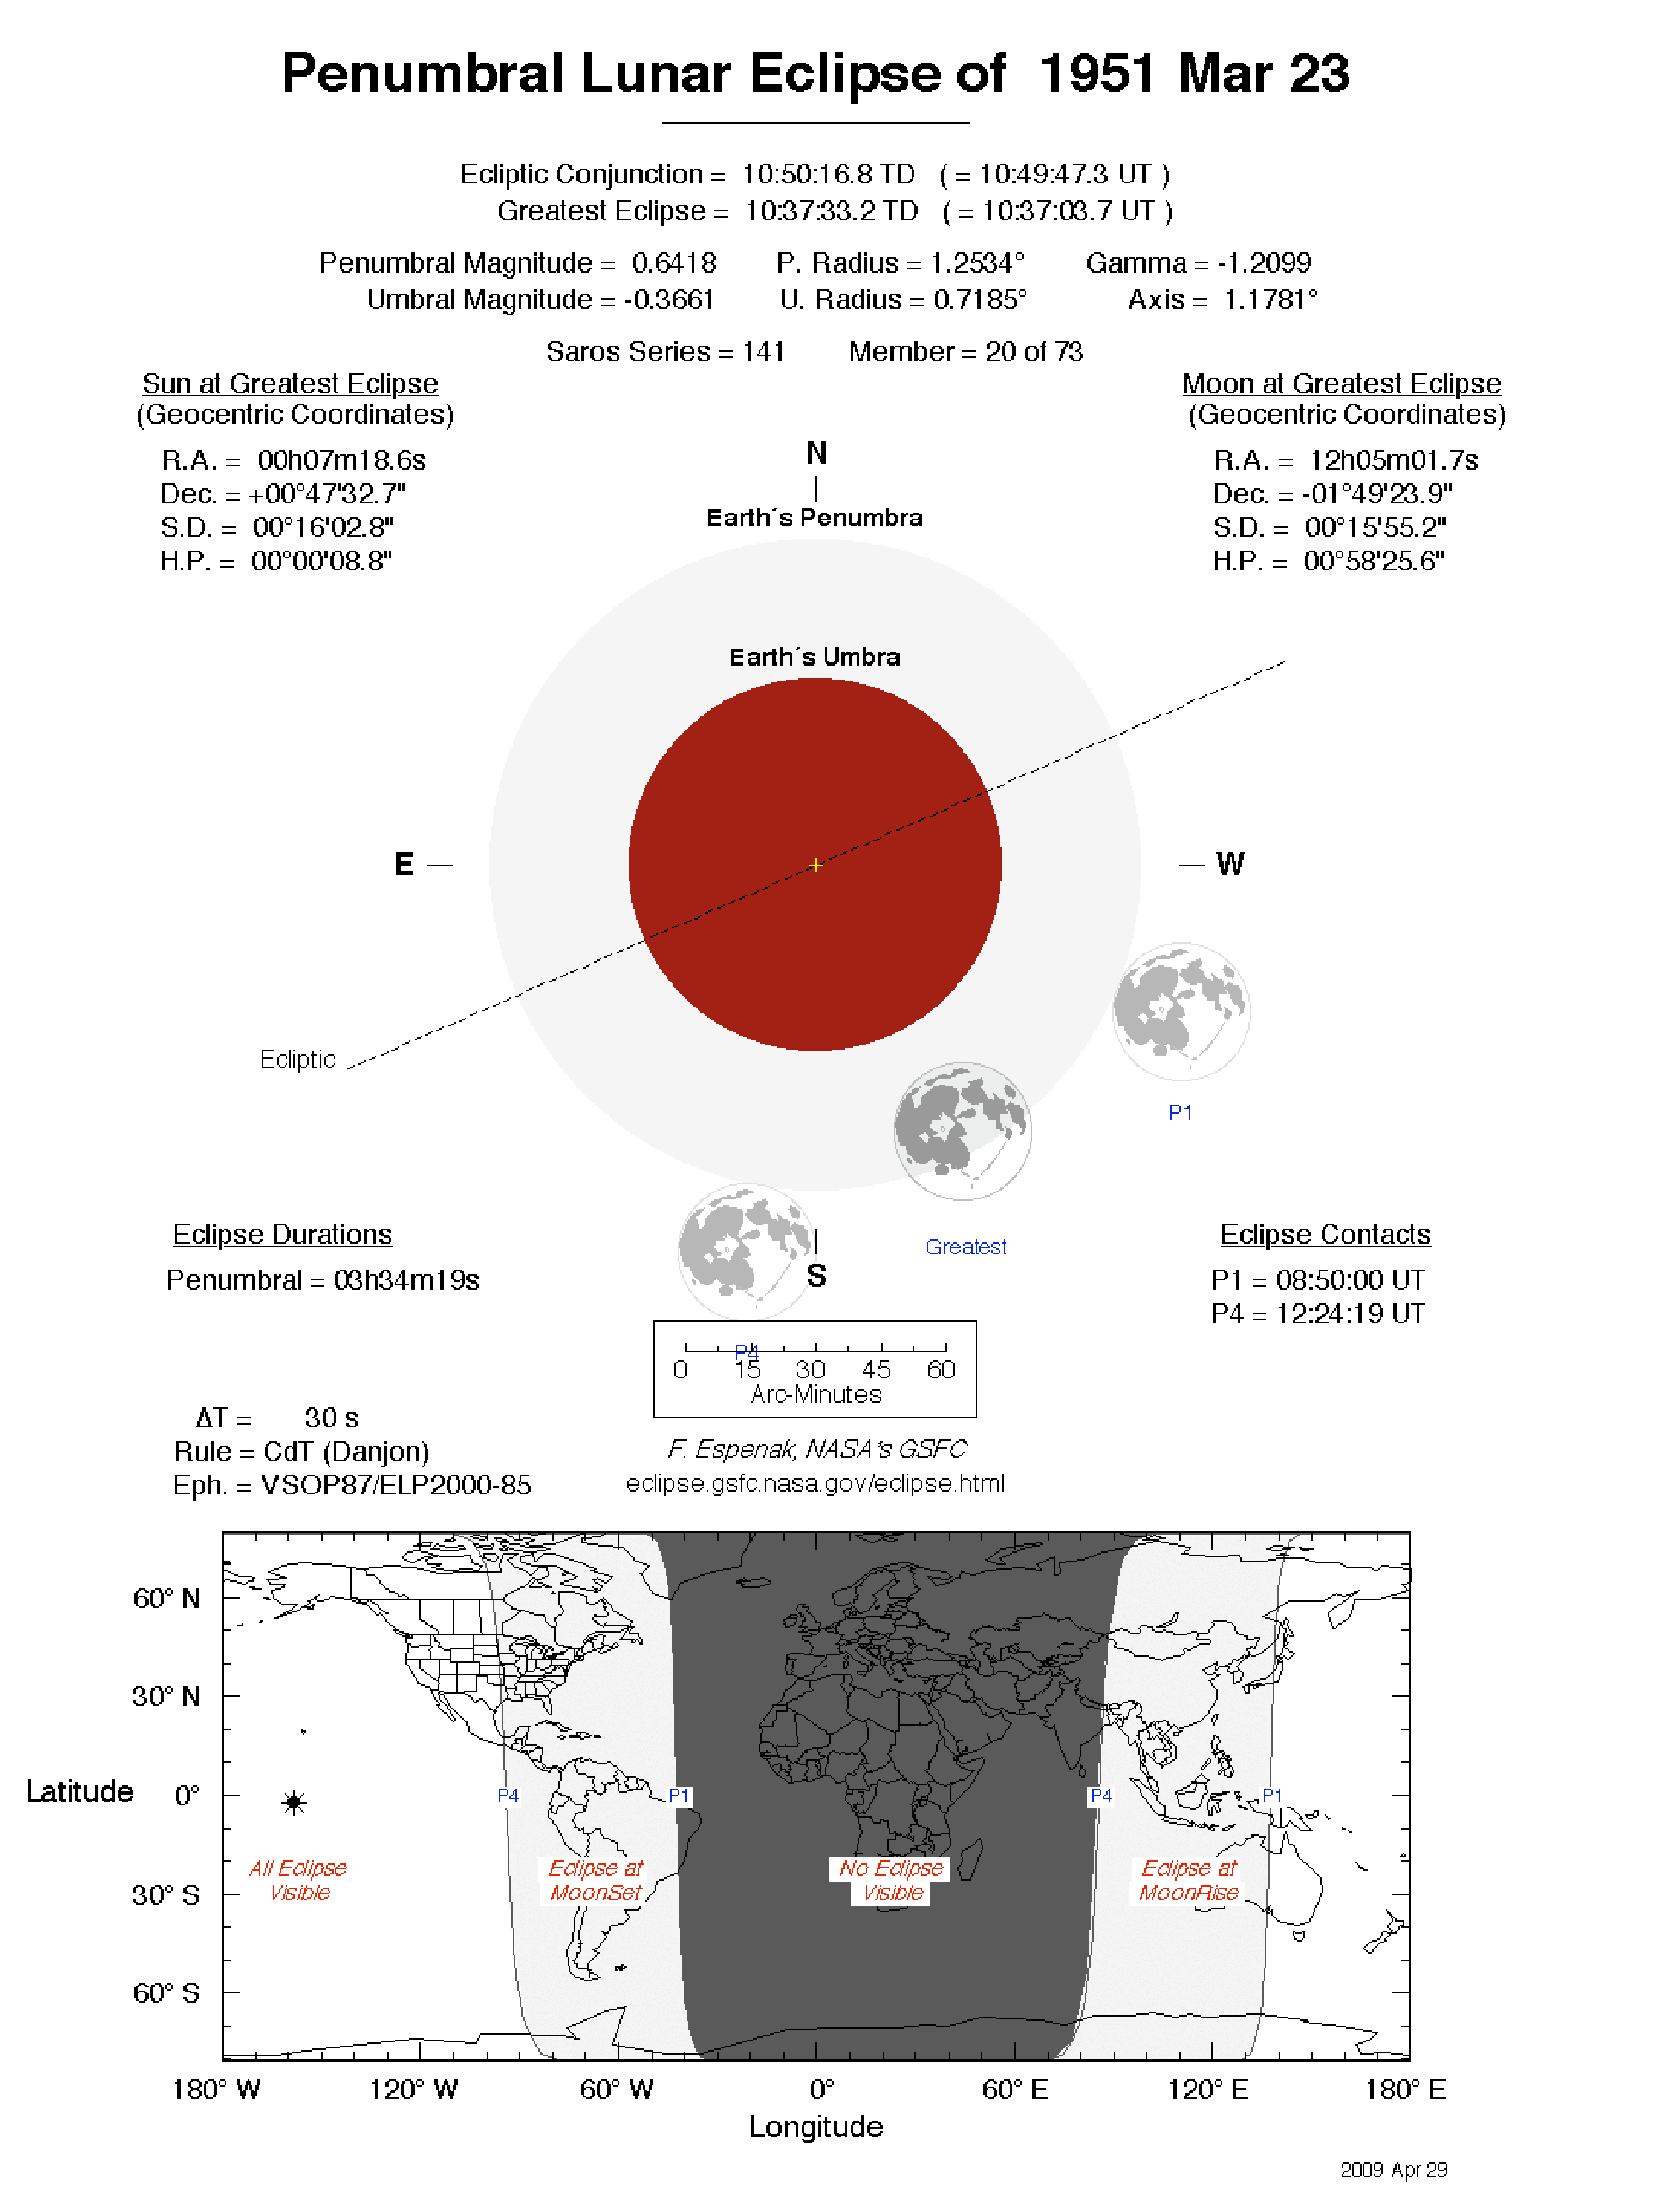 Penumbral Lunar Eclipse of 1951 Mar 23
Ecliptic Conjunction = 10:50:16.8 TD ( = 10:49:47.3 UT )
Greatest Eclipse = 10:37:33.2 TD ( = 10:37:03.7 UT )
Penumbral Magnitude = 0.6418 P. Radius = 1.2534° Gamma = -1.2099
Umbral Magnitude = -0.3661 U. Radius = 0.7185° Axis = 1.1781°
Saros Series = 141 Member = 20 of 73
Sun at Greatest Eclipse
(Geocentric Coordinates)
R.A. = 00h07m18.6s
Dec. = +00°47'32.7"
S.D. = 00°16'02.8"
H.P. = 00°00'08.8"
Moon at Greatest Eclipse
(Geocentric Coordinates)
R.A. = 12h05m01.7s
Dec. = -01°49'23.9"
S.D. = 00°15'55.2"
H.P. = 00°58'25.6"
N
Earth´s Penumbra
Earth´s Umbra
E
W
Ecliptic
P1
Greatest
S
P4
Eclipse Durations
Penumbral = 03h34m19s
Eclipse Contacts
P1 = 08:50:00 UT
P4 = 12:24:19 UT
0 15 30 45 60
Arc-Minutes
ΔT = 30 s
Rule = CdT (Danjon)
Eph. = VSOP87/ELP2000-85
F. Espenak, NASA's GSFC
eclipse.gsfc.nasa.gov/eclipse.html
60° N
30° N
Latitude 0°
30° S
60° S
P4 P1 P4 P1
All Eclipse
Visible
Eclipse at
MoonSet
No Eclipse
Visible
Eclipse at
MoonRise
180° W 120° W 60° W 0° 60° E 120° E 180° E
Longitude
2009 Apr 29